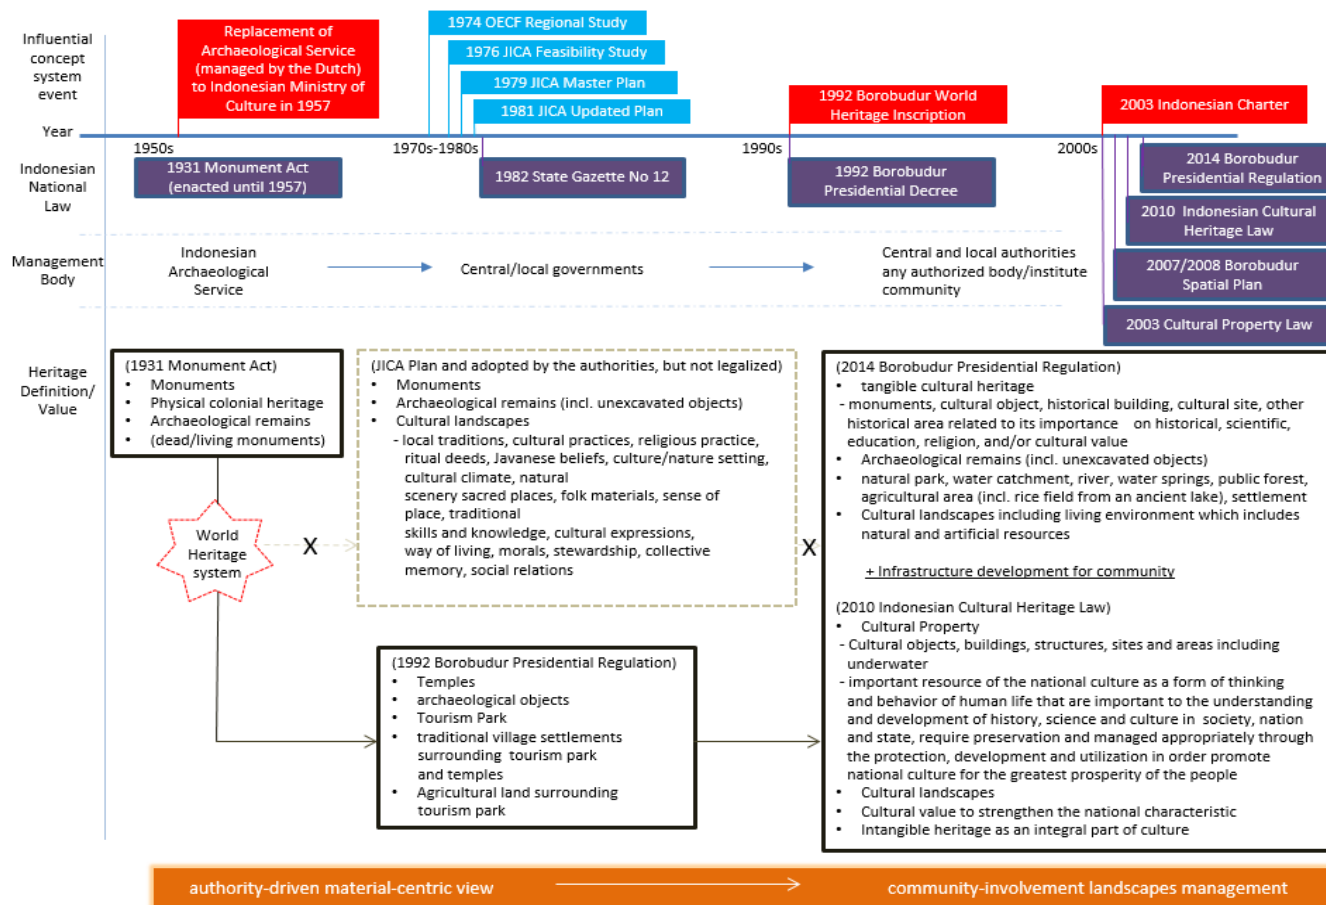 Influential
concept
system
event
Replacement of
Archaeological Service
(managed by the Dutch)
to Indonesian Ministry of
Culture in 1957
1974 OECF Regional Study
1976 JICA Feasibility Study
1979 JICA Master Plan
1981 JICA Updated Plan
1992 Borobudur World
Heritage Inscription
2003 Indonesian Charter
Year
1950s
1970s-1980s
1990s
2000s
Indonesian
National
Law
1931 Monument Act
(enacted until 1957)
1982 State Gazette No 12
1992 Borobudur
Presidential Decree
2014 Borobudur
Presidential Regulation
2010 Indonesian Cultural
Heritage Law
2007/2008 Borobudur
Spatial Plan
2003 Cultural Property Law
Management
Body
Indonesian
Archaeological
Service
Central/local governments
Central and local authorities
any authorized body/institute
community
Heritage
Definition/
Value
(1931 Monument Act)
• Monuments
• Physical colonial heritage
• Archaeological remains
• (dead/living monuments)
World
Heritage
system
X
(JICA Plan and adopted by the authorities, but not legalized)
• Monuments
• Archaeological remains (incl. unexcavated objects)
• Cultural landscapes
- local traditions, cultural practices, religious practice,
ritual deeds, Javanese beliefs, culture/nature setting,
cultural climate, natural
scenery sacred places, folk materials, sense of
place, traditional
skills and knowledge, cultural expressions,
way of living, morals, stewardship, collective
memory, social relations
X
(1992 Borobudur Presidential Regulation)
• Temples
• archaeological objects
• Tourism Park
• traditional village settlements
surrounding tourism park
and temples
• Agricultural land surrounding
tourism park
(2014 Borobudur Presidential Regulation)
• tangible cultural heritage
- monuments, cultural object, historical building, cultural site, other
historical area related to its importance on historical, scientific,
education, religion, and/or cultural value
• Archaeological remains (incl. unexcavated objects)
• natural park, water catchment, river, water springs, public forest,
agricultural area (incl. rice field from an ancient lake), settlement
• Cultural landscapes including living environment which includes
natural and artificial resources
+ Infrastructure development for community
(2010 Indonesian Cultural Heritage Law)
• Cultural Property
- Cultural objects, buildings, structures, sites and areas including
underwater
- important resource of the national culture as a form of thinking
and behavior of human life that are important to the understanding
and development of history, science and culture in society, nation
and state, require preservation and managed appropriately through
the protection, development and utilization in order promote
national culture for the greatest prosperity of the people
• Cultural landscapes
• Cultural value to strengthen the national characteristic
• Intangible heritage as an integral part of culture
authority-driven material-centric view
community-involvement landscapes management